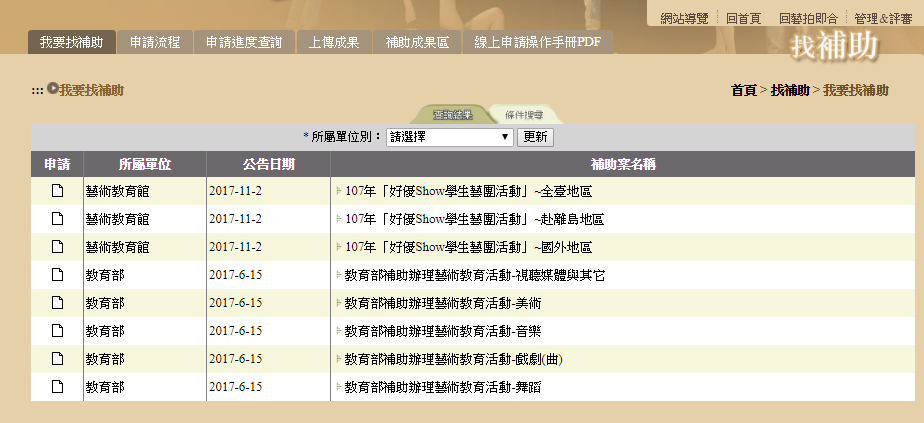 網站導覽 回首頁 回藝拍即合 管理&評審
我要找補助 申請流程 申請進度查詢 上傳成果 補助成果區 線上申請操作手冊PDF
找補助
::: 我要找補助 首頁 > 找補助 > 我要找補助
查詢結果 條件搜尋
* 所屬單位別： 請選擇 更新
申請 所屬單位 公告日期 補助案名稱
藝術教育館 2017-11-2 107年「好優Show學生藝團活動」~全臺地區
藝術教育館 2017-11-2 107年「好優Show學生藝團活動」~赴離島地區
藝術教育館 2017-11-2 107年「好優Show學生藝團活動」~國外地區
教育部 2017-6-15 教育部補助辦理藝術教育活動-視聽媒體與其它
教育部 2017-6-15 教育部補助辦理藝術教育活動-美術
教育部 2017-6-15 教育部補助辦理藝術教育活動-音樂
教育部 2017-6-15 教育部補助辦理藝術教育活動-戲劇(曲)
教育部 2017-6-15 教育部補助辦理藝術教育活動-舞蹈